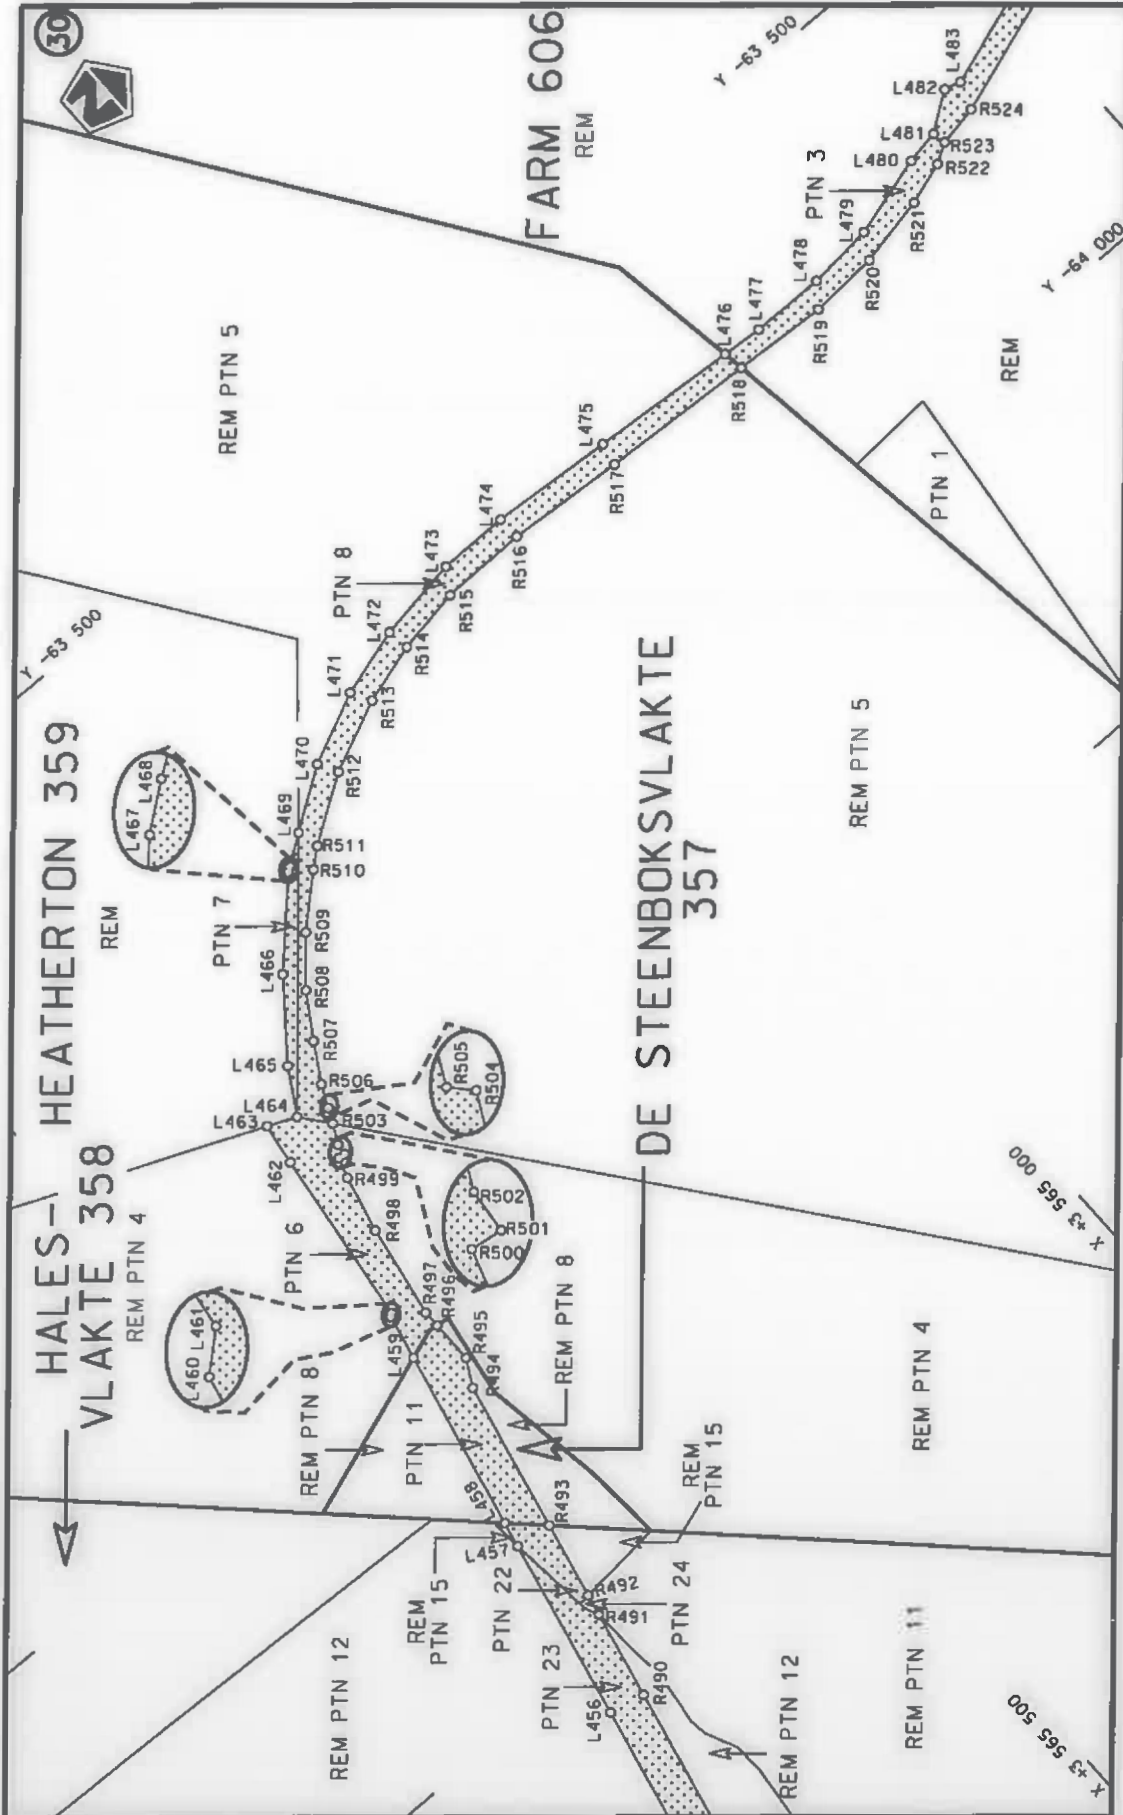 30
HALES-
VLAKTE 358
REM PTN 4
HEATHERTON 359
REM
Y -63 500
REM PTN 5
FARM 606
REM
Y -63 500
L467
L468
PTN 7
PTN 8
PTN 3
L460
L461
PTN 6
REM PTN 8
PTN 11
REM PTN 12
REM
PTN 15
PTN 22
PTN 23
L456
L457
L458
L459
L462
L463
L464
L465
L466
L469
L470
L471
L472
L473
L474
L475
L476
L477
L478
L479
L480
L481
L482
L483
R490
R491
R492
R493
R494
R495
R496
R497
R498
R499
R503
R506
R507
R508
R509
R510
R511
R512
R513
R514
R515
R516
R517
R518
R519
R520
R521
R522
R523
R524
R500
R501
R502
R504
R505
REM PTN 8
DE STEENBOKSVLAKTE
357
PTN 24
REM
PTN 15
REM PTN 12
REM PTN 11
REM PTN 4
REM PTN 5
PTN 1
REM
Y -64 000
X +3 565 500
X +3 565 000